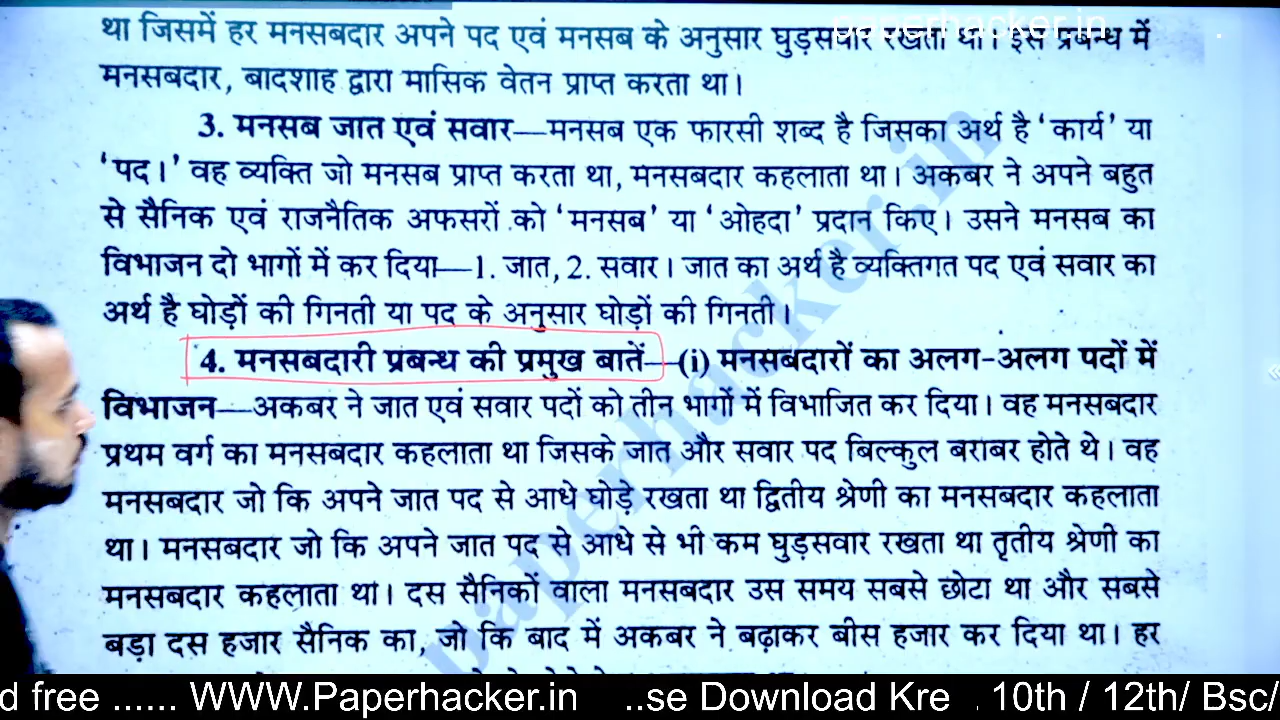 paperhacker.in
था जिसमें हर मनसबदार अपने पद एवं मनसब के अनुसार घुड़सवार रखता था। इस प्रबन्ध में
मनसबदार, बादशाह द्वारा मासिक वेतन प्राप्त करता था।
3. मनसब जात एवं सवार—मनसब एक फारसी शब्द है जिसका अर्थ है ‘कार्य’ या
‘पद।’ वह व्यक्ति जो मनसब प्राप्त करता था, मनसबदार कहलाता था। अकबर ने अपने बहुत
से सैनिक एवं राजनैतिक अफसरों को ‘मनसब’ या ‘ओहदा’ प्रदान किए। उसने मनसब का
विभाजन दो भागों में कर दिया—1. जात, 2. सवार। जात का अर्थ है व्यक्तिगत पद एवं सवार का
अर्थ है घोड़ों की गिनती या पद के अनुसार घोड़ों की गिनती।
4. मनसबदारी प्रबन्ध की प्रमुख बातें—(i) मनसबदारों का अलग-अलग पदों में
विभाजन—अकबर ने जात एवं सवार पदों को तीन भागों में विभाजित कर दिया। वह मनसबदार
प्रथम वर्ग का मनसबदार कहलाता था जिसके जात और सवार पद बिल्कुल बराबर होते थे। वह
मनसबदार जो कि अपने जात पद से आधे घोड़े रखता था द्वितीय श्रेणी का मनसबदार कहलाता
था। मनसबदार जो कि अपने जात पद से आधे से भी कम घुड़सवार रखता था तृतीय श्रेणी का
मनसबदार कहलाता था। दस सैनिकों वाला मनसबदार उस समय सबसे छोटा था और सबसे
बड़ा दस हजार सैनिक का, जो कि बाद में अकबर ने बढ़ाकर बीस हजार कर दिया था। हर
paperhacker.in
d free ...... WWW.Paperhacker.in ..se Download Kre . 10th / 12th/ Bsc/